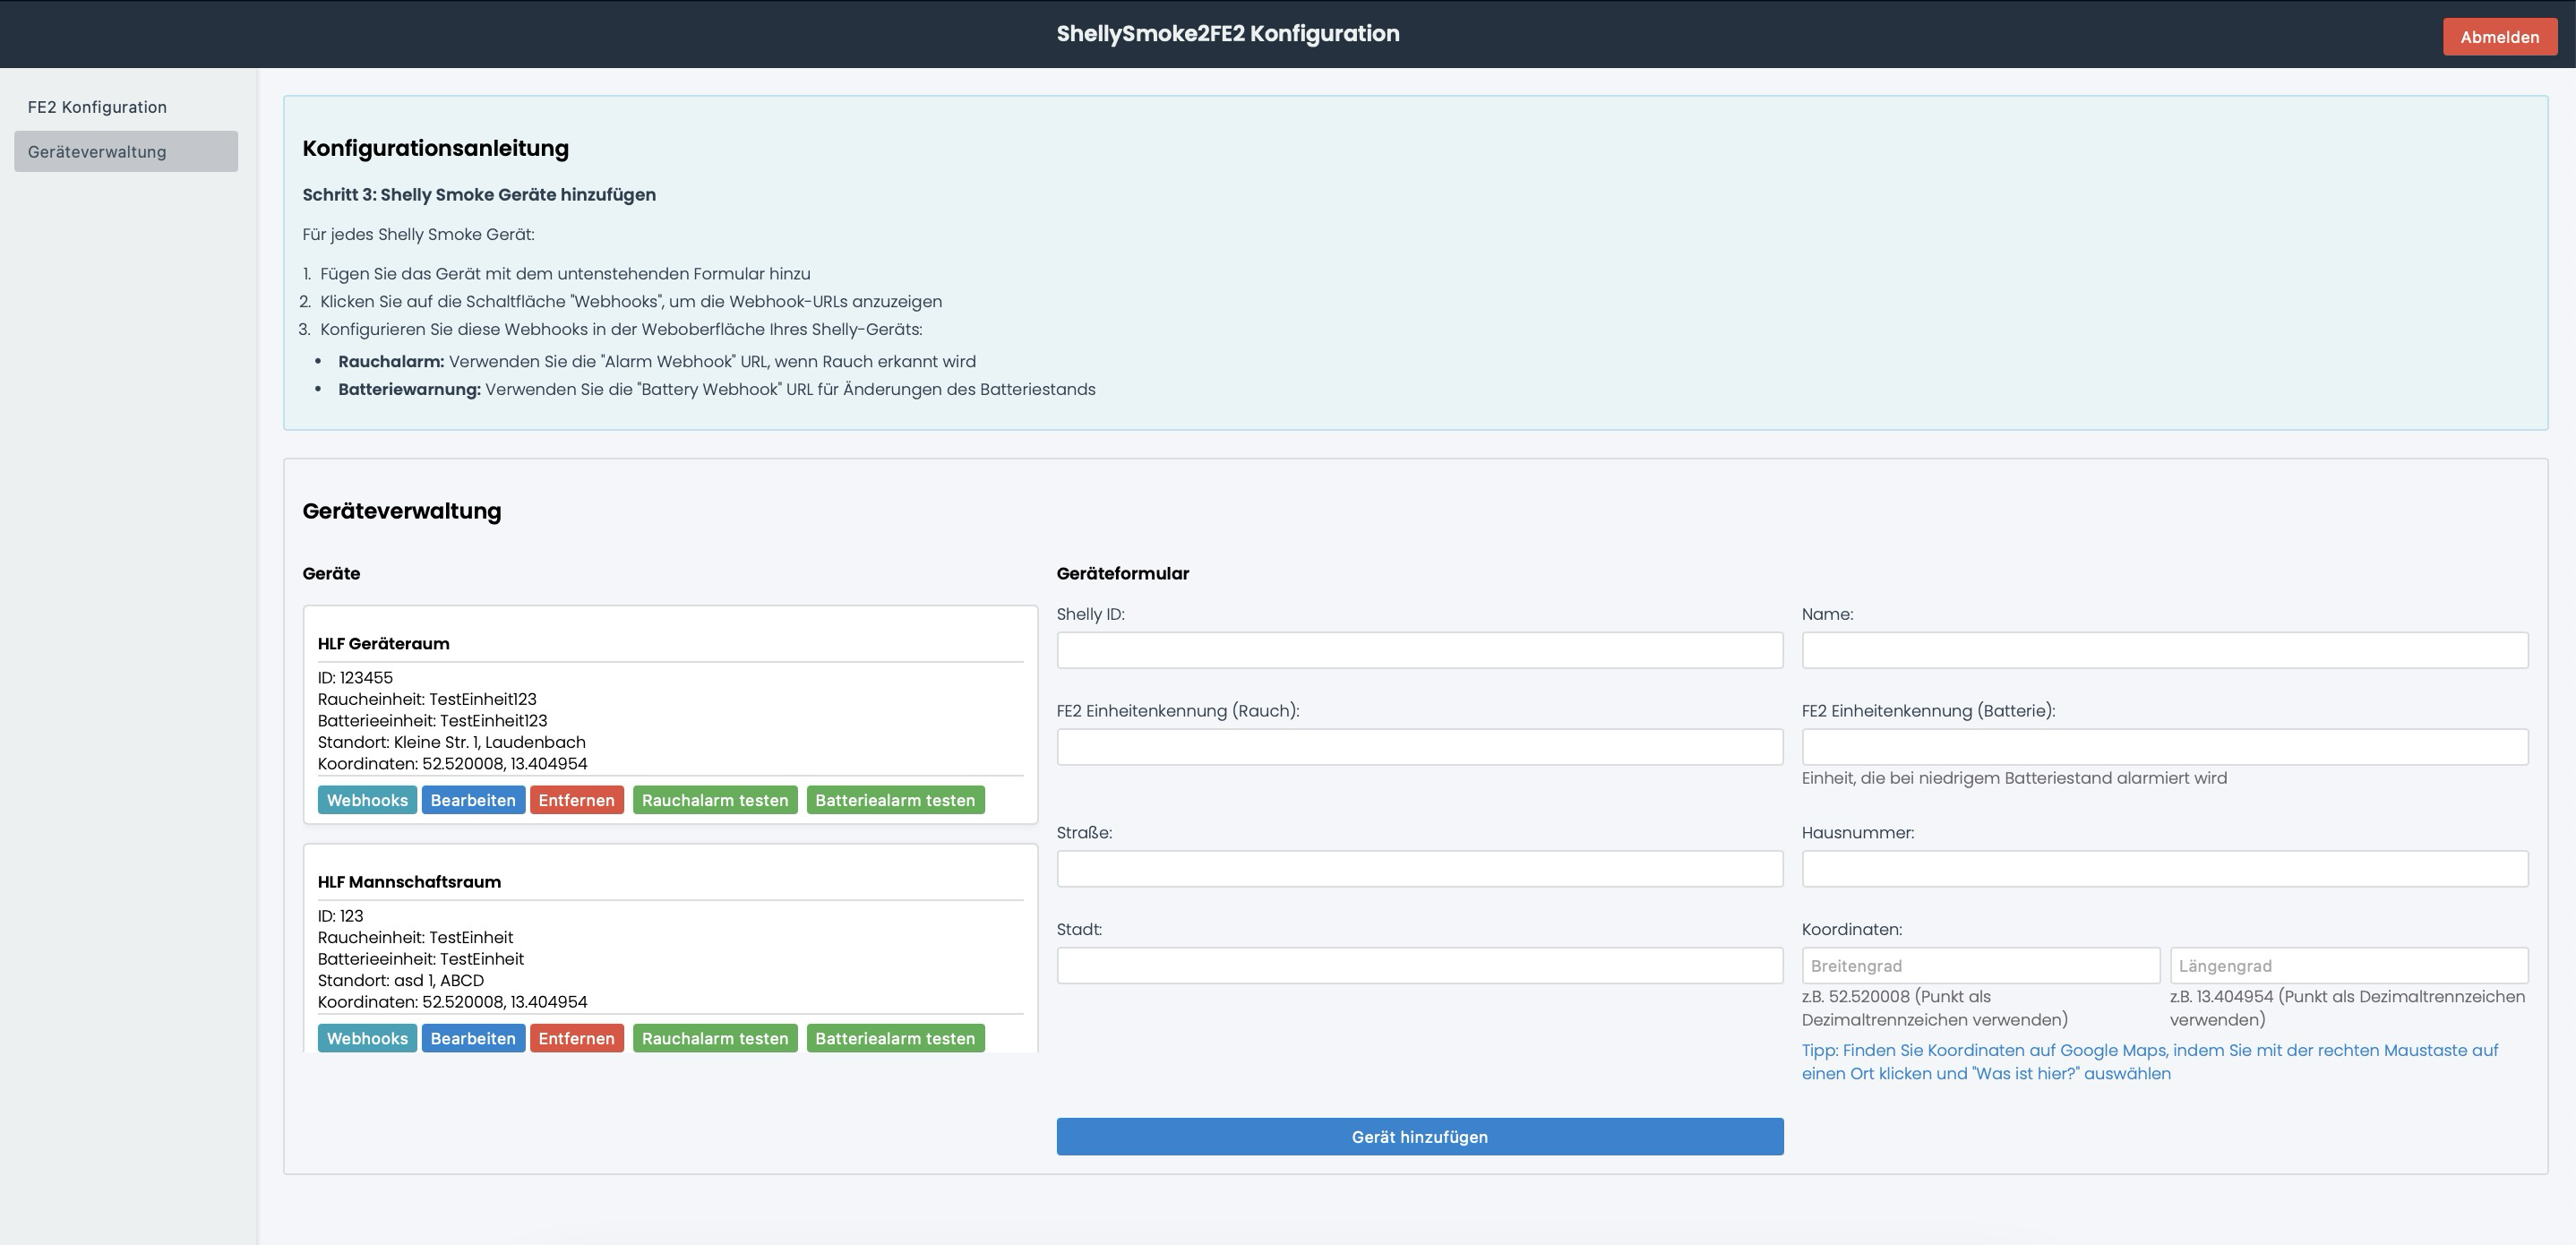 ShellySmoke2FE2 Konfiguration
Abmelden
FE2 Konfiguration
Geräteverwaltung
Konfigurationsanleitung
Schritt 3: Shelly Smoke Geräte hinzufügen
Für jedes Shelly Smoke Gerät:
1. Fügen Sie das Gerät mit dem untenstehenden Formular hinzu
2. Klicken Sie auf die Schaltfläche "Webhooks", um die Webhook-URLs anzuzeigen
3. Konfigurieren Sie diese Webhooks in der Weboberfläche Ihres Shelly-Geräts:
• Rauchalarm: Verwenden Sie die "Alarm Webhook" URL, wenn Rauch erkannt wird
• Batteriewarnung: Verwenden Sie die "Battery Webhook" URL für Änderungen des Batteriestands
Geräteverwaltung
Geräte
HLF Geräteraum
ID: 123455
Raucheinheit: TestEinheit123
Batterieeinheit: TestEinheit123
Standort: Kleine Str. 1, Laudenbach
Koordinaten: 52.520008, 13.404954
Webhooks Bearbeiten Entfernen Rauchalarm testen Batteriealarm testen
HLF Mannschaftsraum
ID: 123
Raucheinheit: TestEinheit
Batterieeinheit: TestEinheit
Standort: asd 1, ABCD
Koordinaten: 52.520008, 13.404954
Webhooks Bearbeiten Entfernen Rauchalarm testen Batteriealarm testen
Geräteformular
Shelly ID:
Name:
FE2 Einheitenkennung (Rauch):
FE2 Einheitenkennung (Batterie):
Einheit, die bei niedrigem Batteriestand alarmiert wird
Straße:
Hausnummer:
Stadt:
Koordinaten:
Breitengrad
z.B. 52.520008 (Punkt als
Dezimaltrennzeichen verwenden)
Längengrad
z.B. 13.404954 (Punkt als Dezimaltrennzeichen
verwenden)
Tipp: Finden Sie Koordinaten auf Google Maps, indem Sie mit der rechten Maustaste auf
einen Ort klicken und "Was ist hier?" auswählen
Gerät hinzufügen